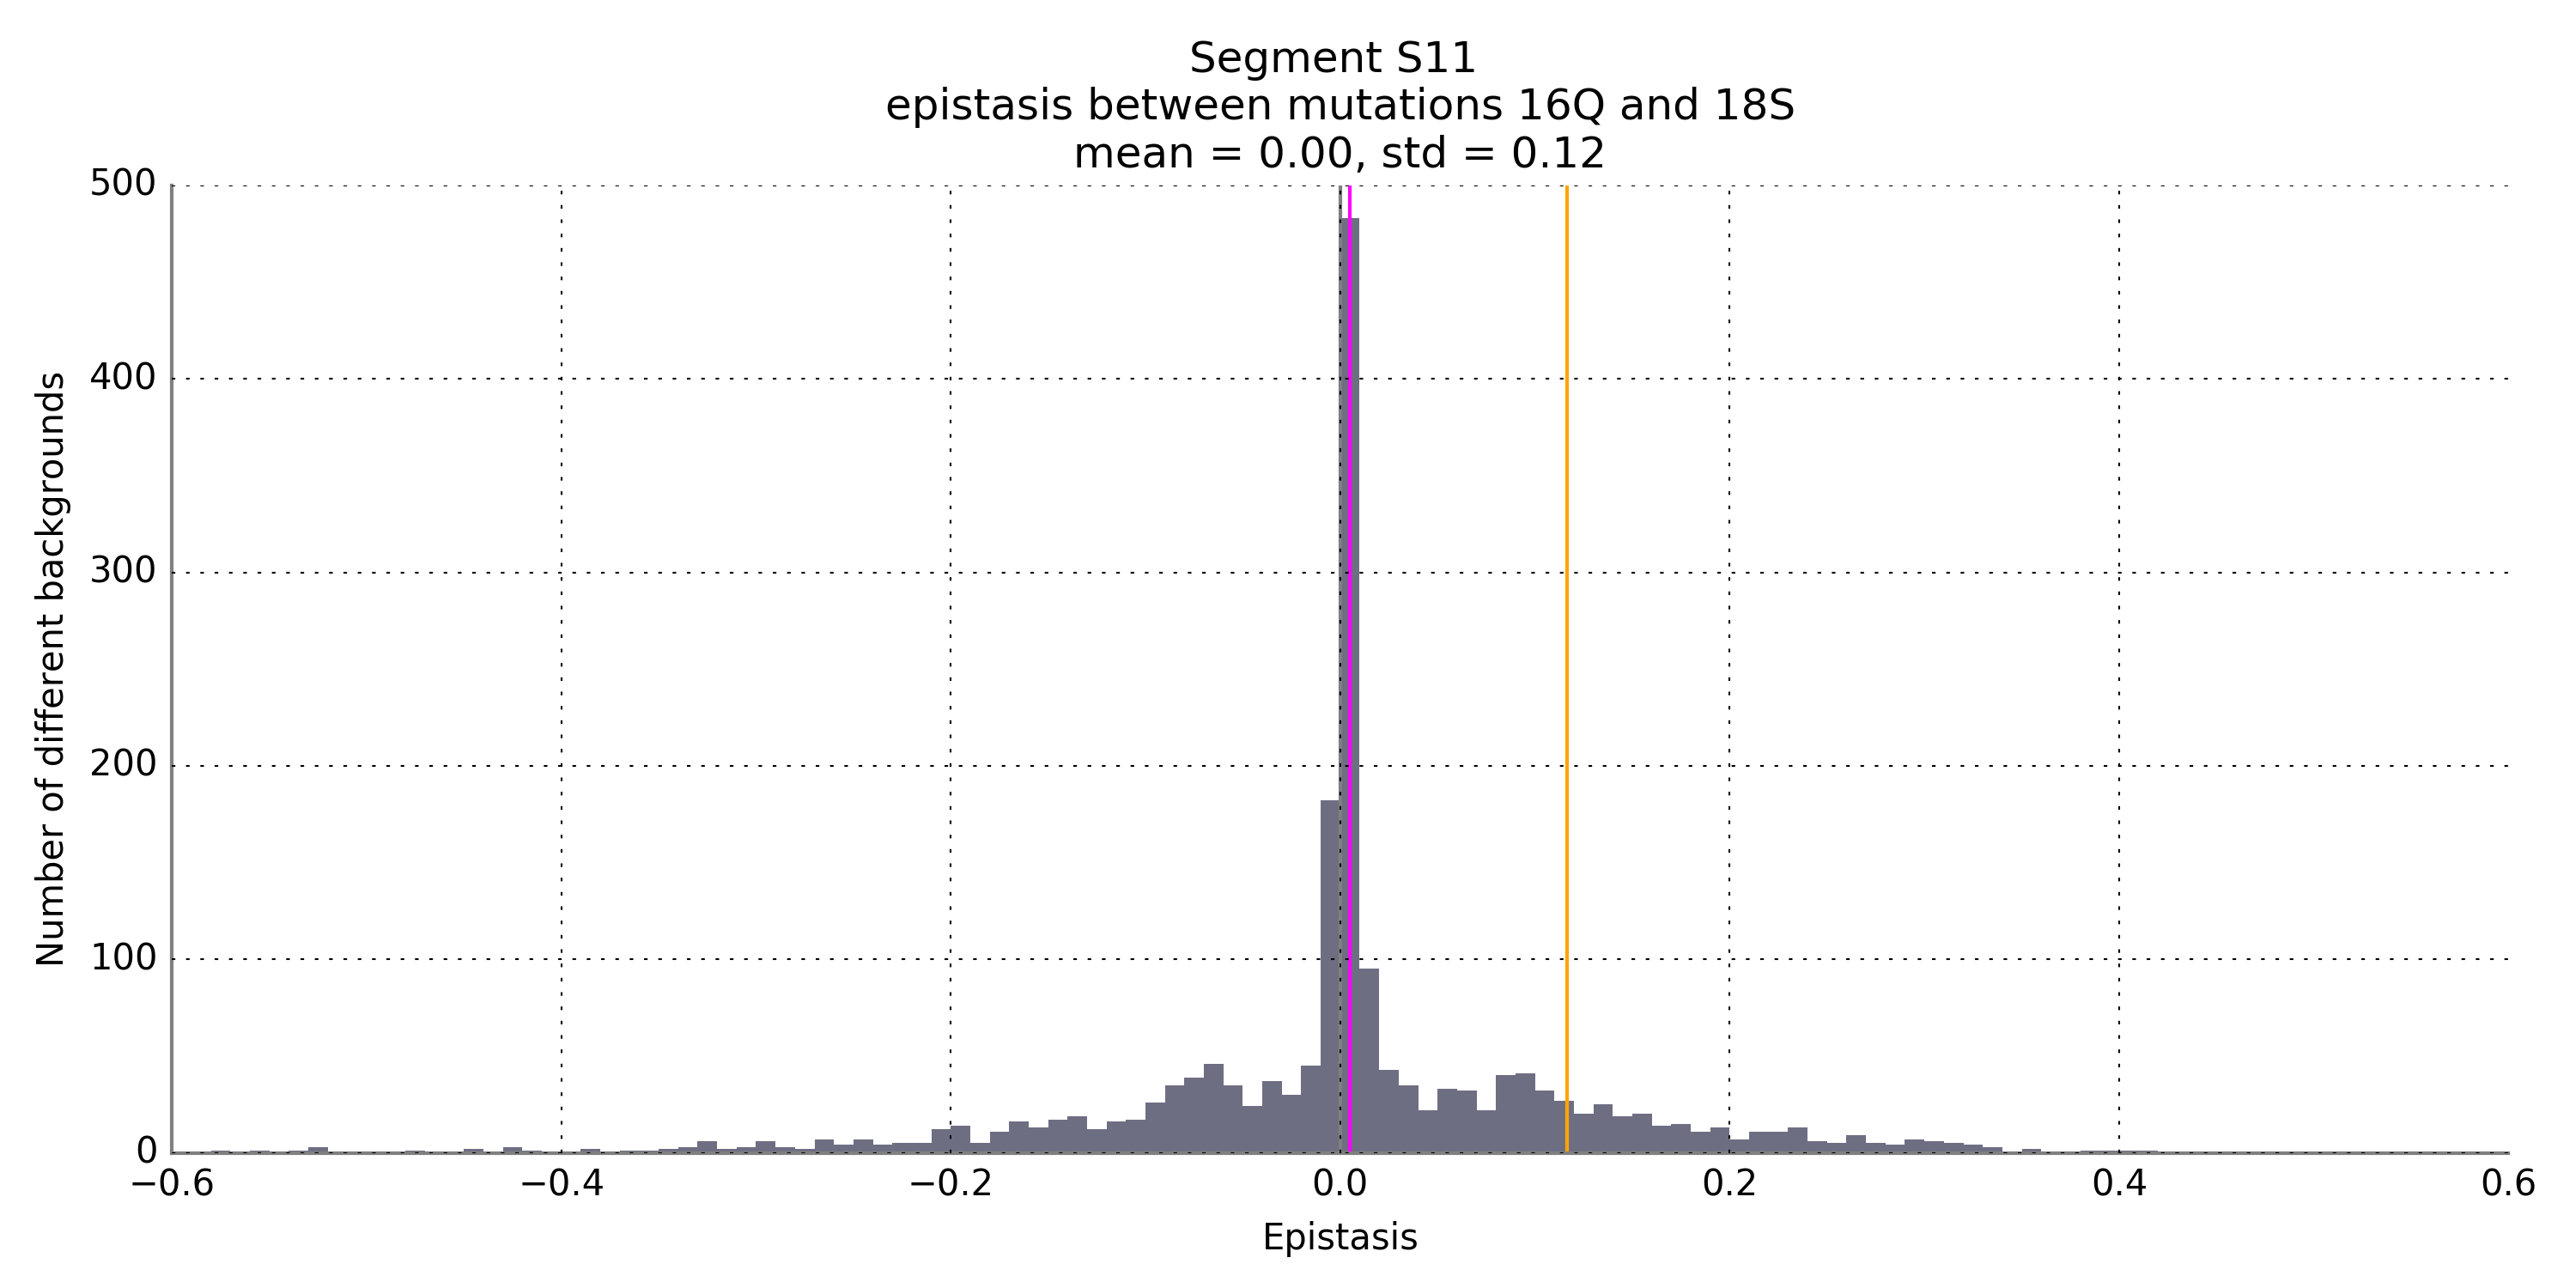 Segment S11
epistasis between mutations 16Q and 18S
mean = 0.00, std = 0.12
Number of different backgrounds
500
400
300
200
100
0
−0.6 −0.4 −0.2 0.0 0.2 0.4 0.6
Epistasis